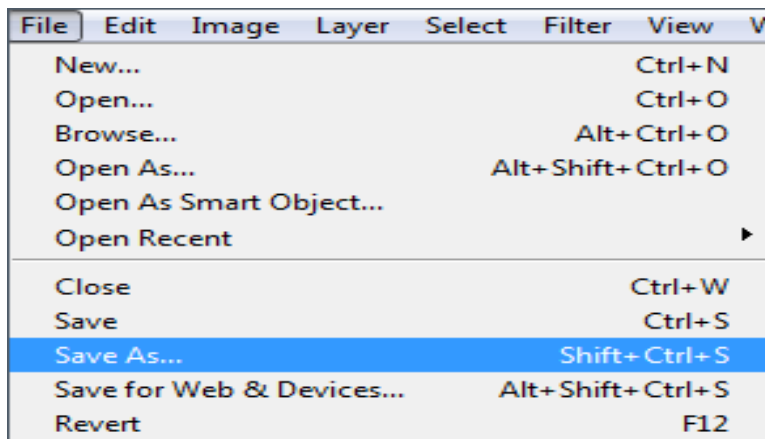 File Edit Image Layer Select Filter View
New... Ctrl+N
Open... Ctrl+O
Browse... Alt+Ctrl+O
Open As... Alt+Shift+Ctrl+O
Open As Smart Object...
Open Recent
Close Ctrl+W
Save Ctrl+S
Save As... Shift+Ctrl+S
Save for Web & Devices... Alt+Shift+Ctrl+S
Revert F12